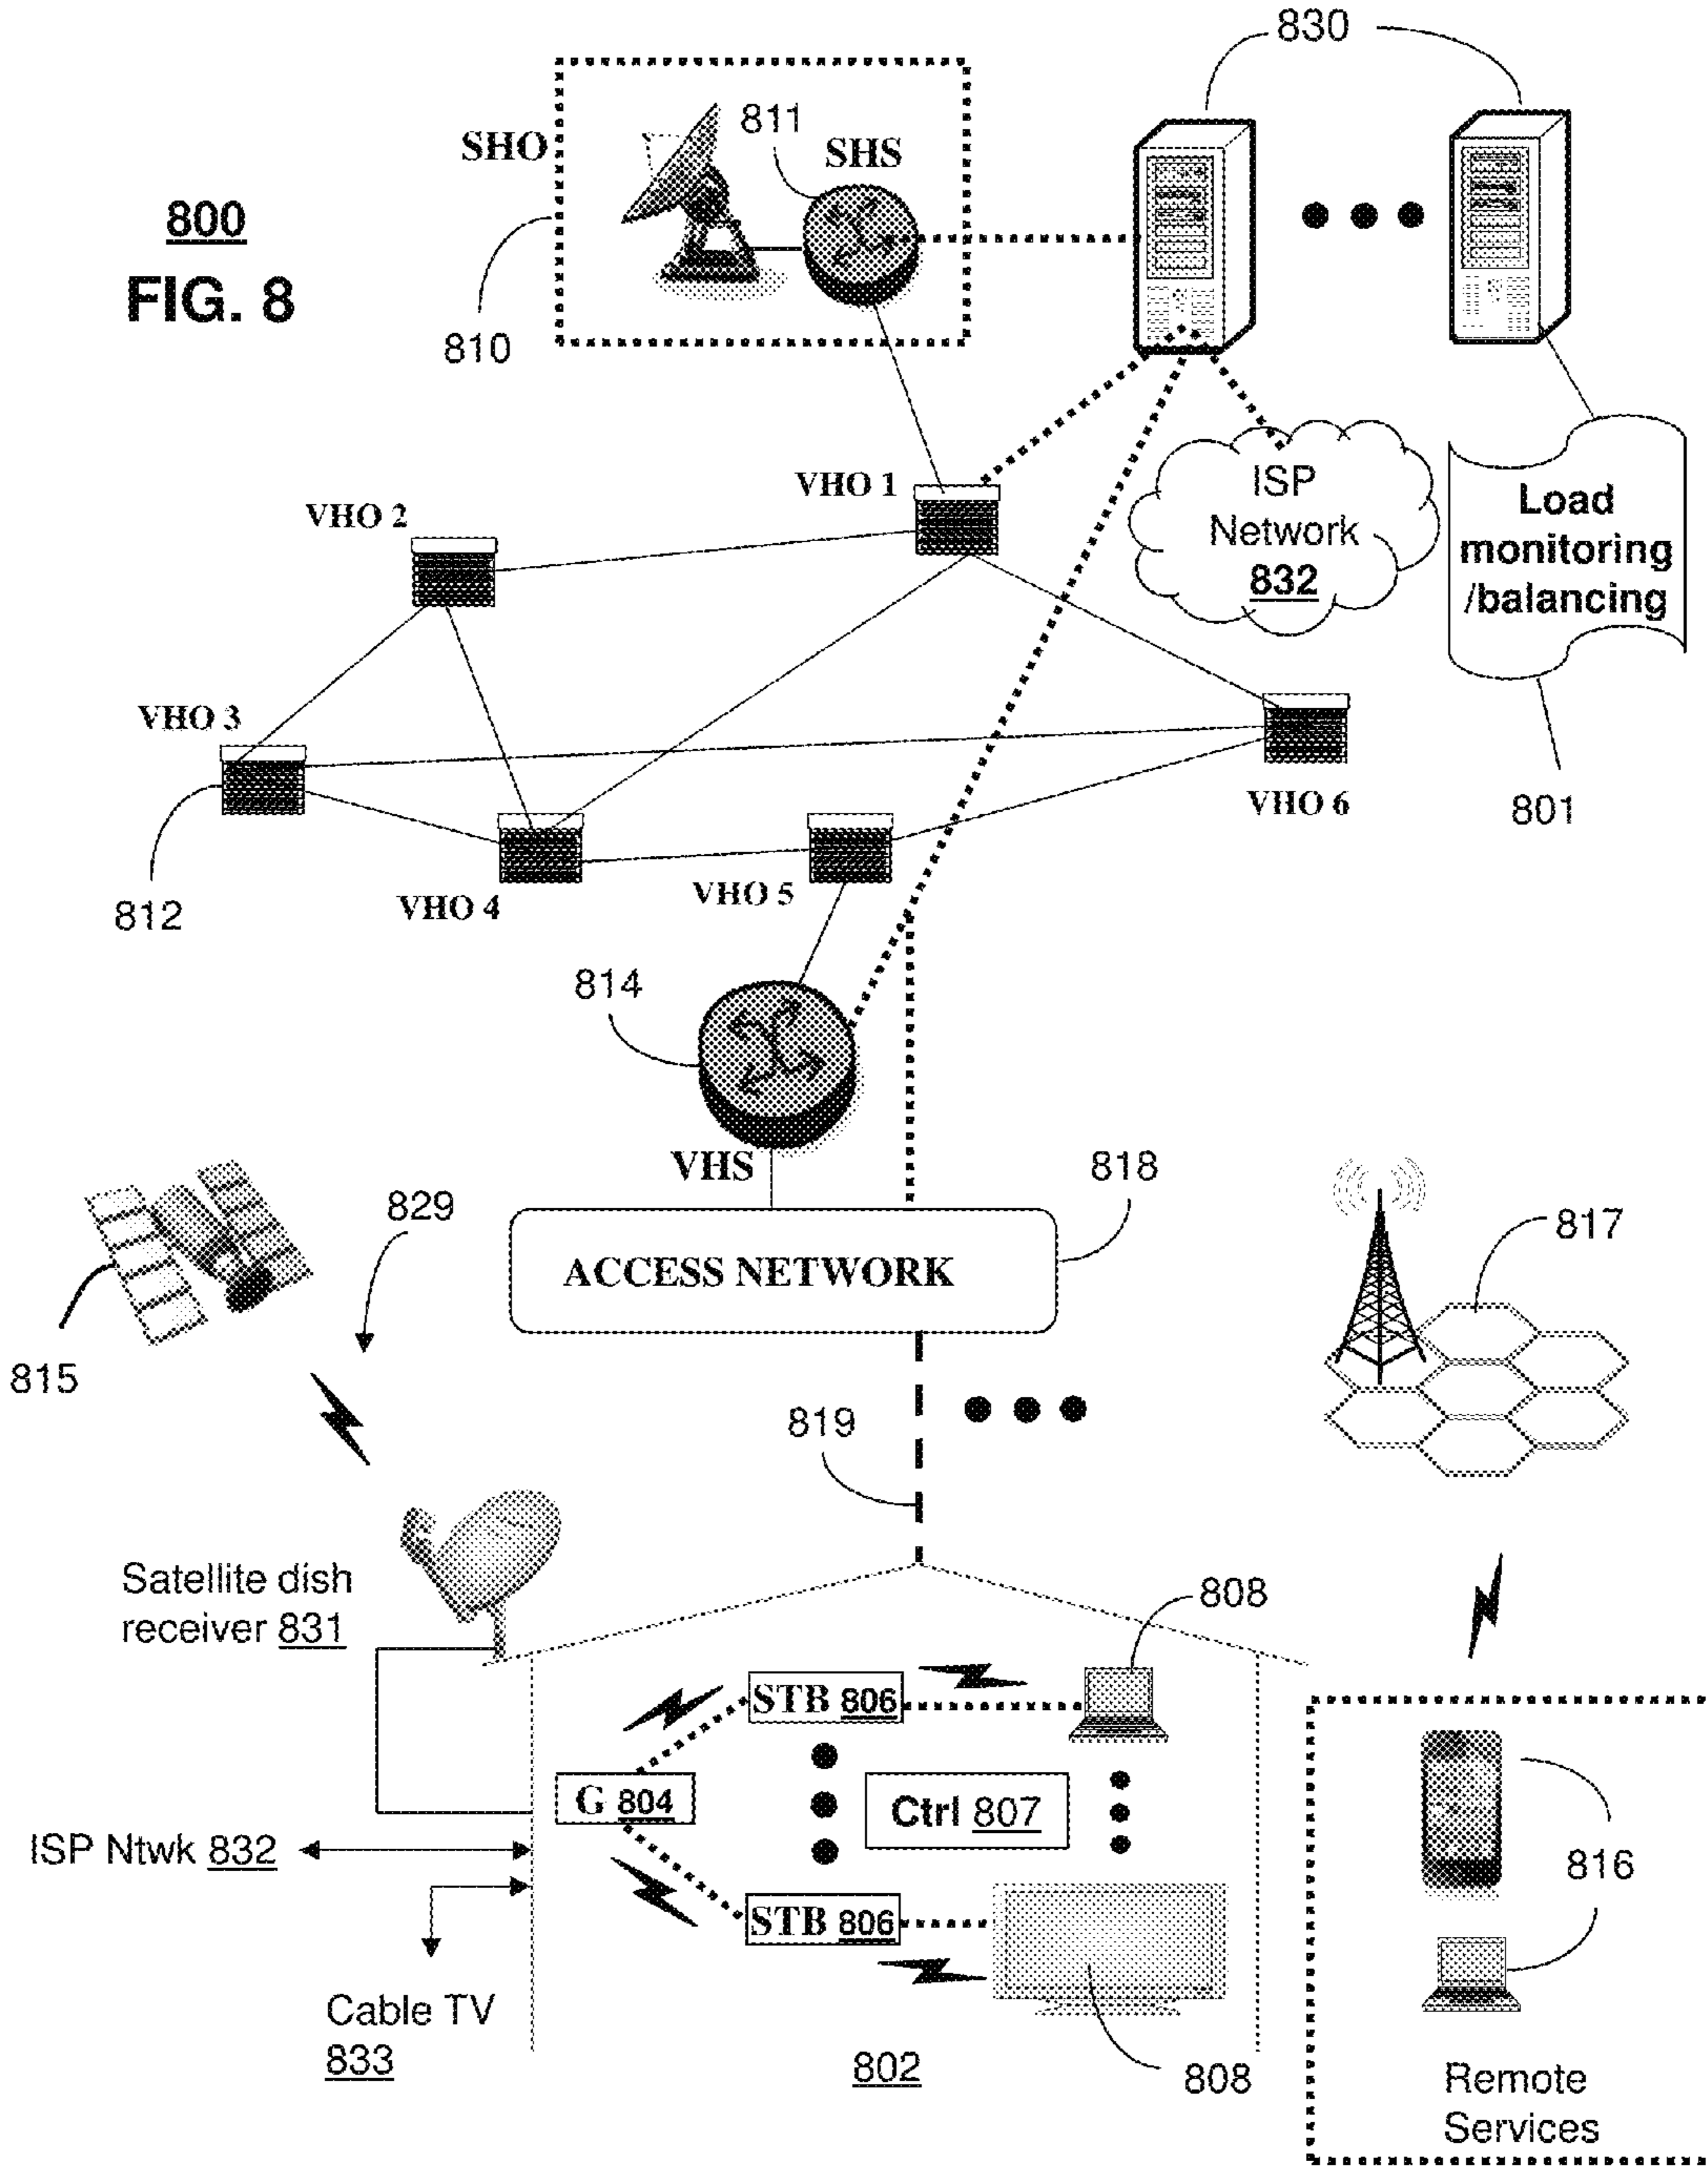 830
811
SHO
SHS
800
FIG. 8
810
VHO 1
ISP
Network
832
Load
monitoring
/balancing
VHO 2
VHO 3
VHO 6
801
812
VHO 4
VHO 5
814
VHS
818
829
817
ACCESS NETWORK
815
819
Satellite dish
receiver 831
808
STB 806
G 804
Ctrl 807
ISP Ntwk 832
816
STB 806
Cable TV
833
802
808
Remote
Services